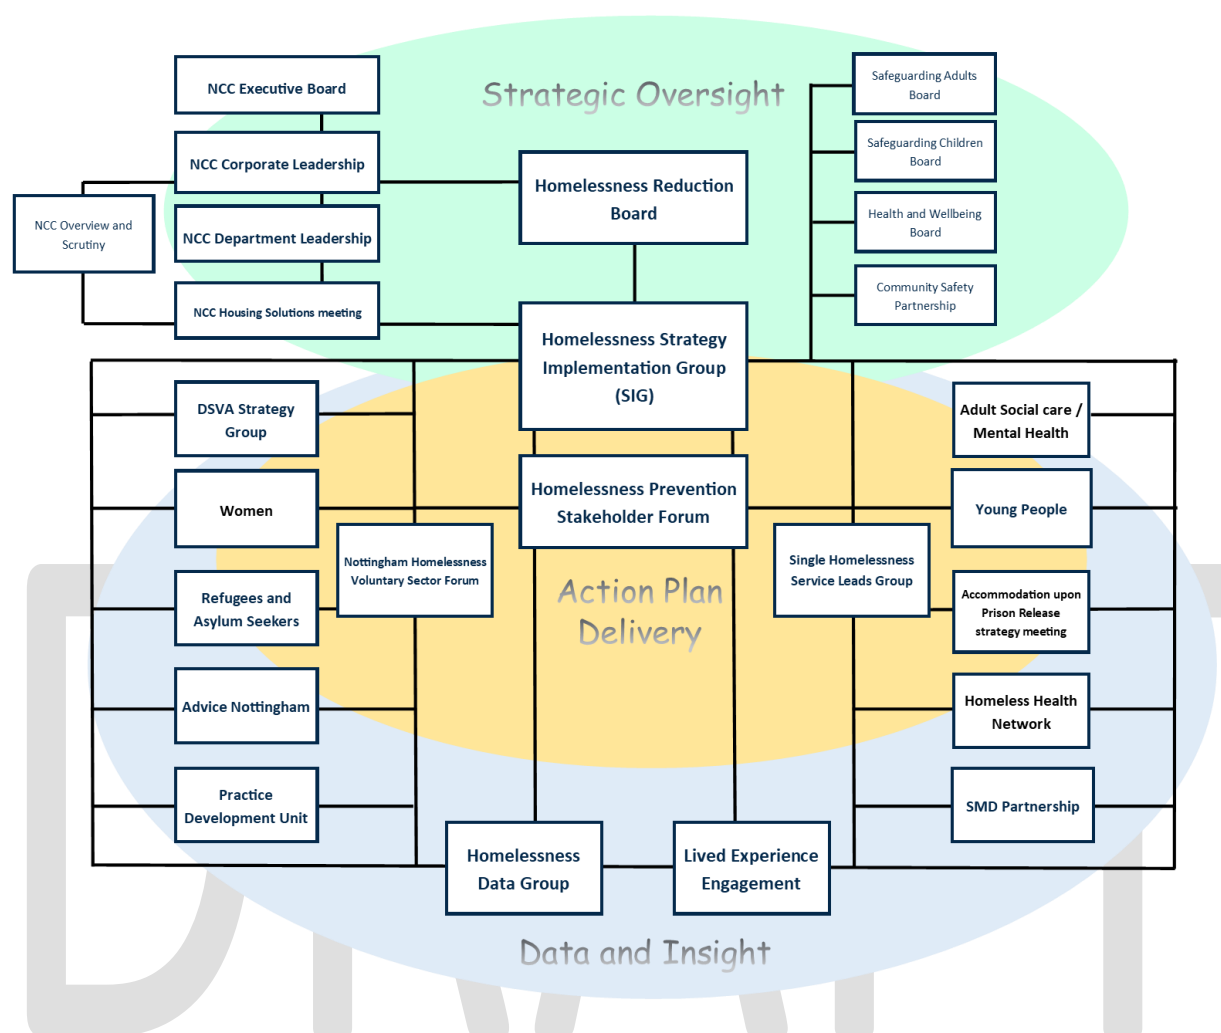 Strategic Oversight
NCC Executive Board
NCC Corporate Leadership
NCC Overview and
Scrutiny
NCC Department Leadership
NCC Housing Solutions meeting
Homelessness Reduction
Board
Safeguarding Adults
Board
Safeguarding Children
Board
Health and Wellbeing
Board
Community Safety
Partnership
Homelessness Strategy
Implementation Group
(SIG)
DSVA Strategy
Group
Women
Refugees and
Asylum Seekers
Advice Nottingham
Practice
Development Unit
Nottingham Homelessness
Voluntary Sector Forum
Homelessness Prevention
Stakeholder Forum
Action Plan
Delivery
Single Homelessness
Service Leads Group
Adult Social care /
Mental Health
Young People
Accommodation upon
Prison Release
strategy meeting
Homeless Health
Network
SMD Partnership
Homelessness
Data Group
Lived Experience
Engagement
Data and Insight
DRAFT